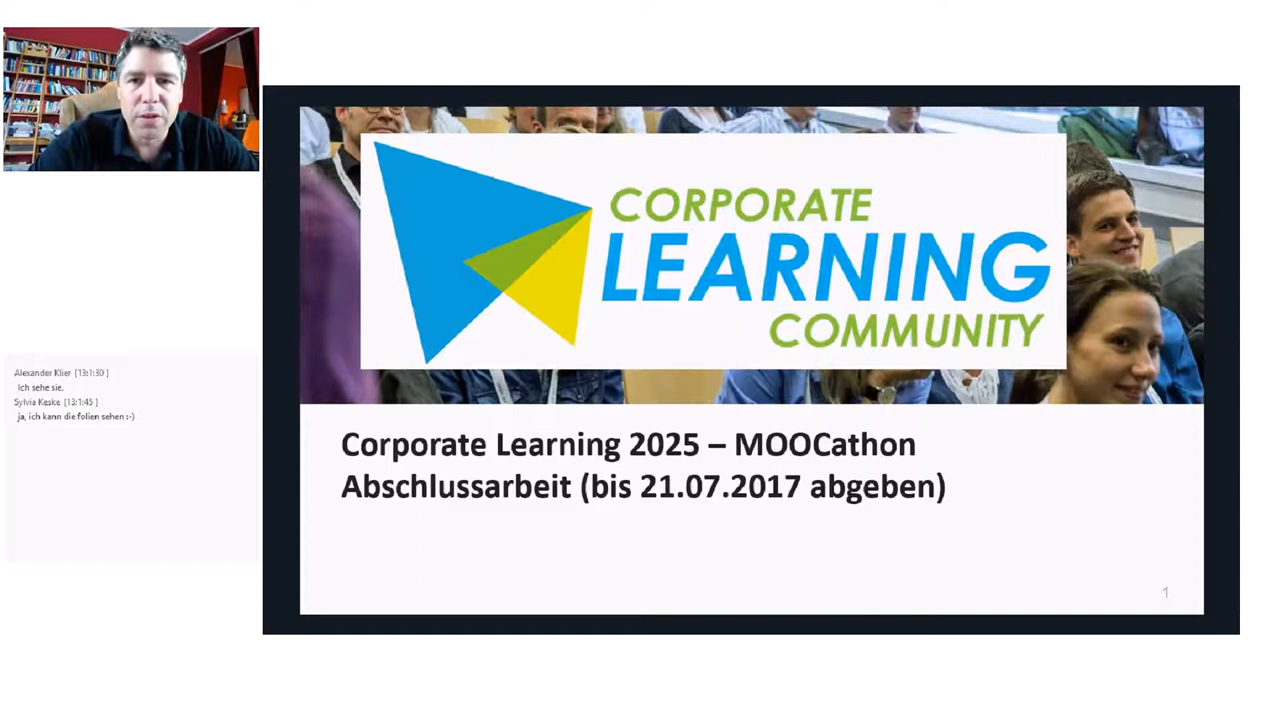 Alexander Klier [13:1:30 ]
Ich sehe sie.
Sylvia Keske [13:1:45 ]
ja, ich kann die folien sehen :-)
CORPORATE
LEARNING
COMMUNITY
Corporate Learning 2025 – MOOCathon
Abschlussarbeit (bis 21.07.2017 abgeben)
1